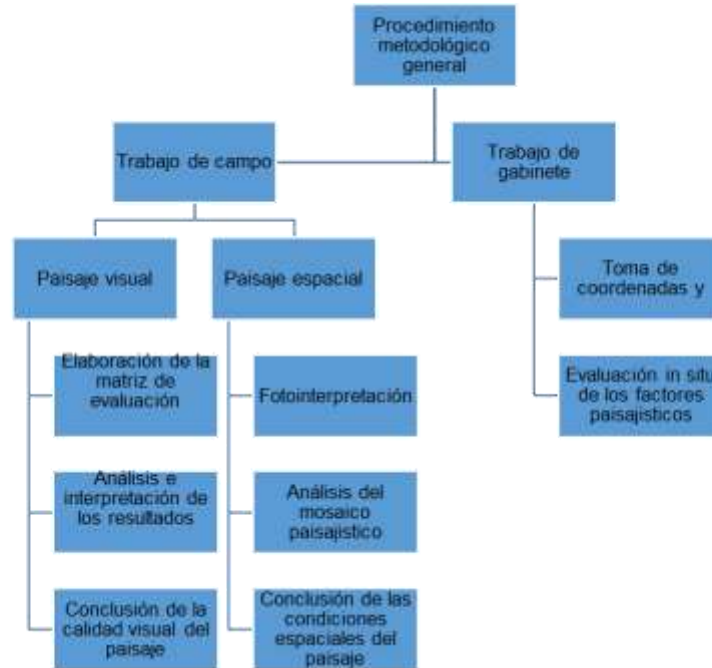 Procedimiento
metodológico
general
Trabajo de campo
Trabajo de
gabinete
Paisaje visual
Paisaje espacial
Toma de
coordenadas y
Elaboración de la
matriz de
evaluación
Fotointerpretación
Evaluación in situ
de los factores
paisajisticos
Análisis e
interpretación de
los resultados
Análisis del
mosaico
paisajistico
Conclusión de la
calidad visual del
paisaje
Conclusión de las
condiciones
espaciales del
paisaje